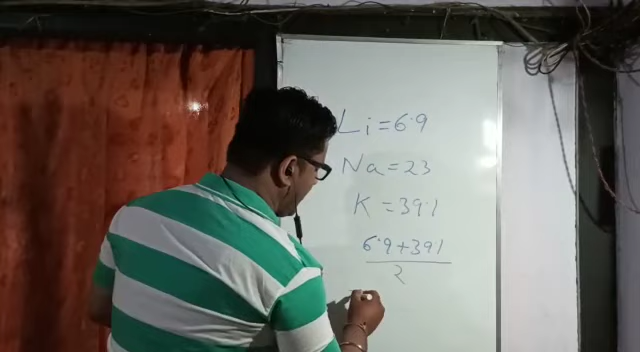 Li = 6.9
Na = 23
K = 39.1
6.9 + 39.1
2